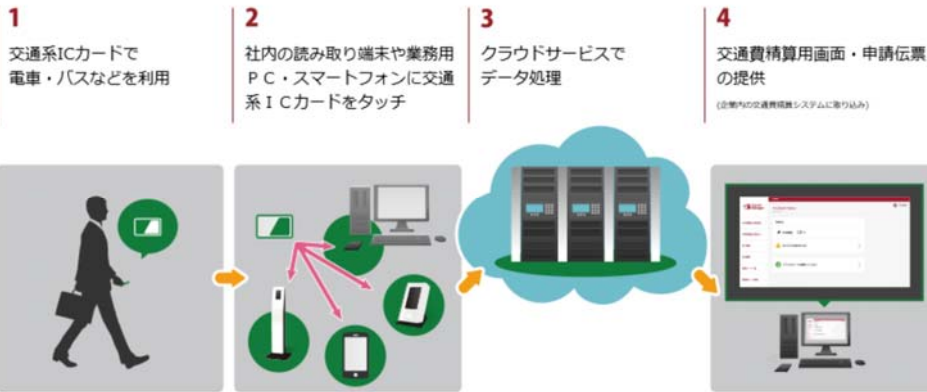 1
交通系ICカードで
電車・バスなどを利用
2
社内の読み取り端末や業務用
ＰＣ・スマートフォンに交通
系ＩＣカードをタッチ
3
クラウドサービスで
データ処理
4
交通費精算用画面・申請伝票
の提供
(企業内の交通費精算システムに取り込み)